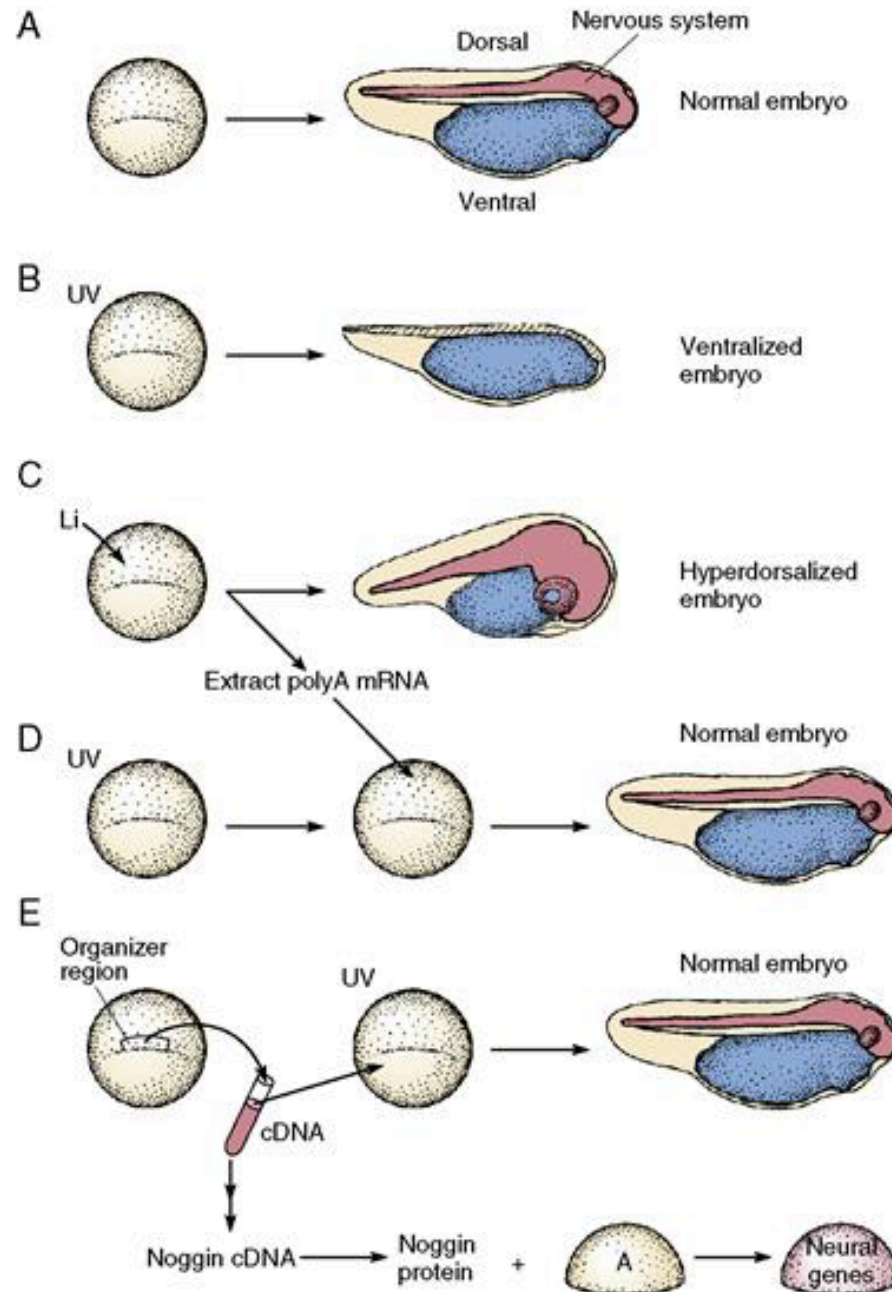 A
Nervous system
Dorsal
Normal embryo
Ventral
B
UV
Ventralized
embryo
C
Li
Hyperdorsalized
embryo
Extract polyA mRNA
D
Normal embryo
UV
E
Organizer
region
UV
Normal embryo
cDNA
Noggin cDNA
Noggin
protein
+
A
Neural
genes